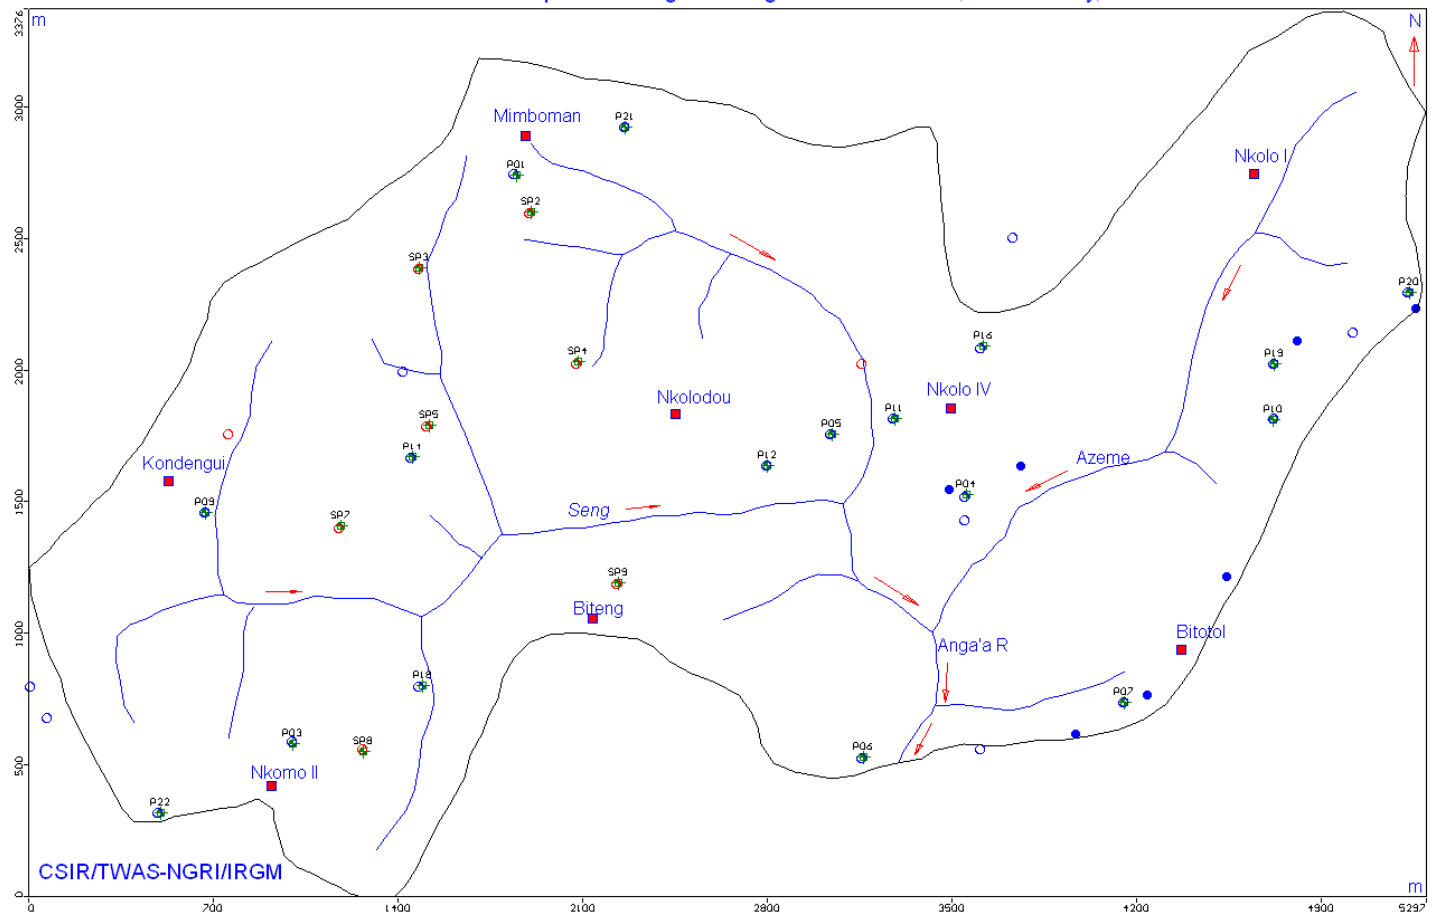 3376
m
N
3000
Mimboman
P21
Nkolo I
P01
SP2
2500
SP3
P20
2000
P16
SP4
P19
Nkolo IV
Nkolodou
SP5
P11
P10
P05
P12
Kondengui
Azeme
P04
1500
P09
Seng
SP7
SP9
Biteng
1000
Bitotol
Anga'a R
P18
P07
P03
SP8
P06
500
Nkomo II
P22
CSIR/TWAS-NGRI/IRGM
m
0
0
700
1400
2100
2800
3500
4200
4900
5297